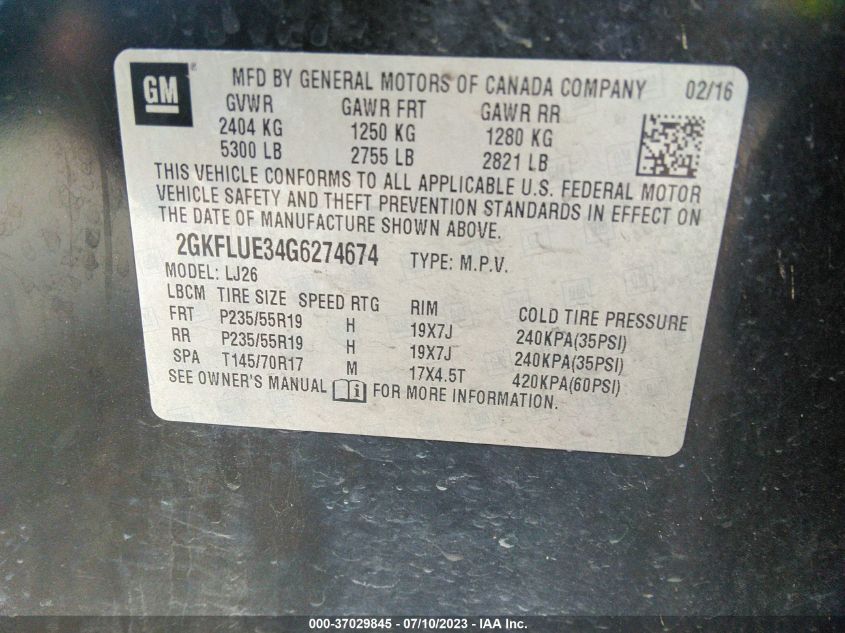 GM ® MFD BY GENERAL MOTORS OF CANADA COMPANY 02/16
GVWR GAWR FRT GAWR RR
2404 KG 1250 KG 1280 KG
5300 LB 2755 LB 2821 LB
THIS VEHICLE CONFORMS TO ALL APPLICABLE U.S. FEDERAL MOTOR
VEHICLE SAFETY AND THEFT PREVENTION STANDARDS IN EFFECT ON
THE DATE OF MANUFACTURE SHOWN ABOVE.
2GKFLUE34G6274674 TYPE: M.P.V.
MODEL: LJ26
LBCM TIRE SIZE SPEED RTG RIM COLD TIRE PRESSURE
FRT P235/55R19 H 19X7J 240KPA(35PSI)
RR P235/55R19 H 19X7J 240KPA(35PSI)
SPA T145/70R17 M 17X4.5T 420KPA(60PSI)
SEE OWNER'S MANUAL i FOR MORE INFORMATION.
000-37029845 - 07/10/2023 - IAA Inc.